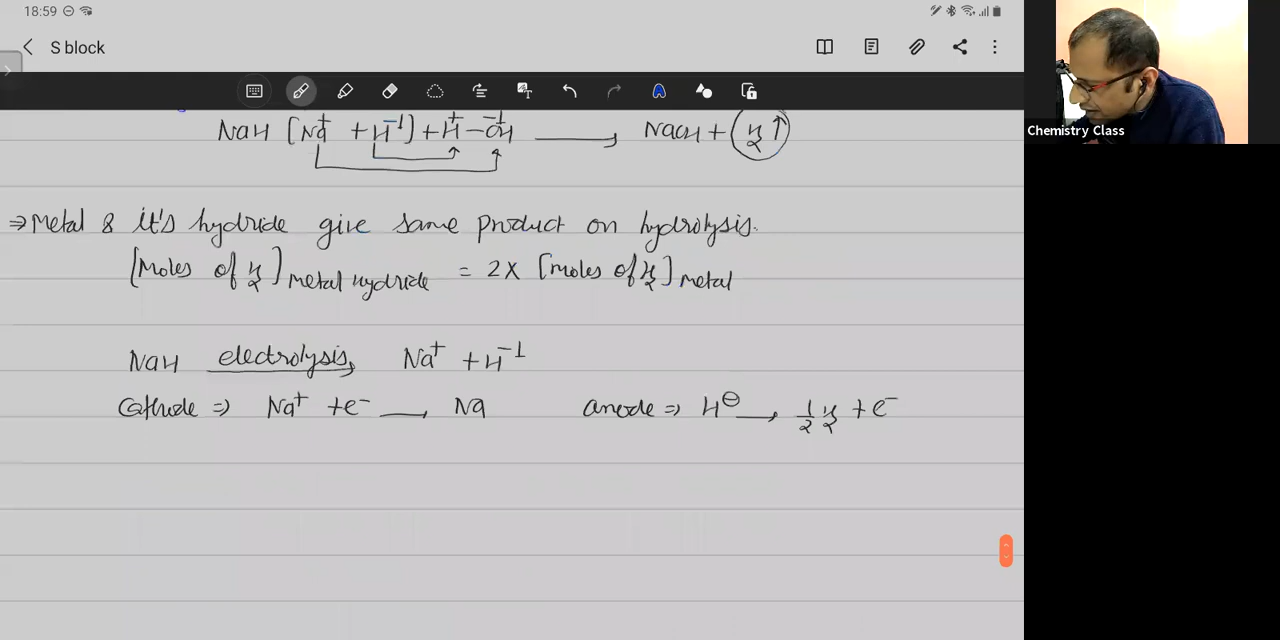 18:59
S block
Chemistry Class
NaH [Na⁺ + H⁻¹] + H⁺ – OH⁻¹ ⟶ NaOH + H₂↑
⇒ Metal & it's hydride give same product on hydrolysis.
[Moles of H₂] Metal Hydride = 2X [moles of H₂] metal
NaH electrolysis, Na⁺ + H⁻¹
Cathode ⇒ Na⁺ + e⁻ ⟶ Na anode ⇒ H⊖ ⟶ 1/2 H₂ + e⁻